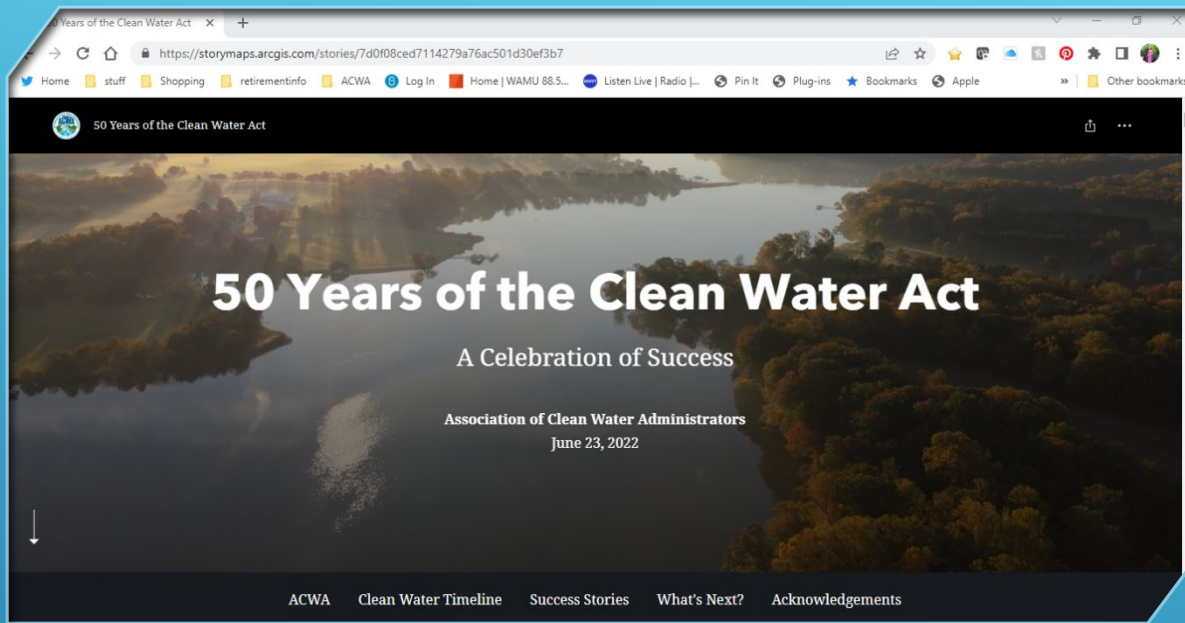 Years of the Clean Water Act
https://storymaps.arcgis.com/stories/7d0f08ced7114279a76ac501d30ef3b7
Home stuff Shopping retirementinfo ACWA Log In Home | WAMU 88.5... Listen Live | Radio |... Pin It Plug-ins Bookmarks Apple » Other bookmarks
ACWA 50 Years of the Clean Water Act
50 Years of the Clean Water Act
A Celebration of Success
Association of Clean Water Administrators
June 23, 2022
ACWA Clean Water Timeline Success Stories What's Next? Acknowledgements